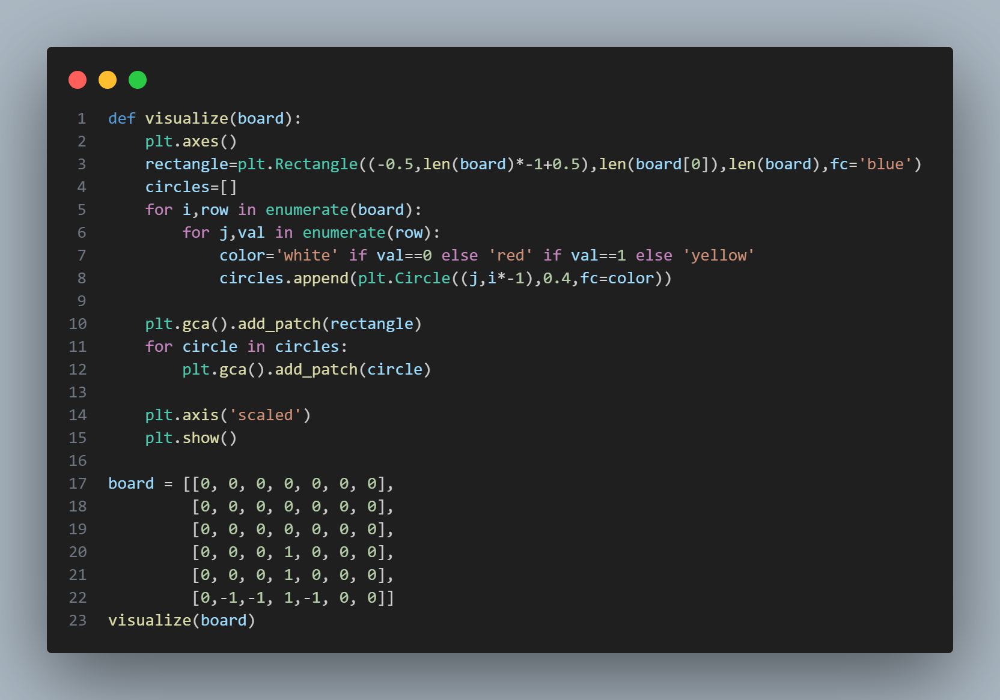 1 def visualize(board):
2     plt.axes()
3     rectangle=plt.Rectangle((-0.5,len(board)*-1+0.5),len(board[0]),len(board),fc='blue')
4     circles=[]
5     for i,row in enumerate(board):
6         for j,val in enumerate(row):
7             color='white' if val==0 else 'red' if val==1 else 'yellow'
8             circles.append(plt.Circle((j,i*-1),0.4,fc=color))
9
10     plt.gca().add_patch(rectangle)
11     for circle in circles:
12         plt.gca().add_patch(circle)
13
14     plt.axis('scaled')
15     plt.show()
16
17 board = [[0, 0, 0, 0, 0, 0, 0],
18          [0, 0, 0, 0, 0, 0, 0],
19          [0, 0, 0, 0, 0, 0, 0],
20          [0, 0, 0, 1, 0, 0, 0],
21          [0, 0, 0, 1, 0, 0, 0],
22          [0,-1,-1, 1,-1, 0, 0]]
23 visualize(board)